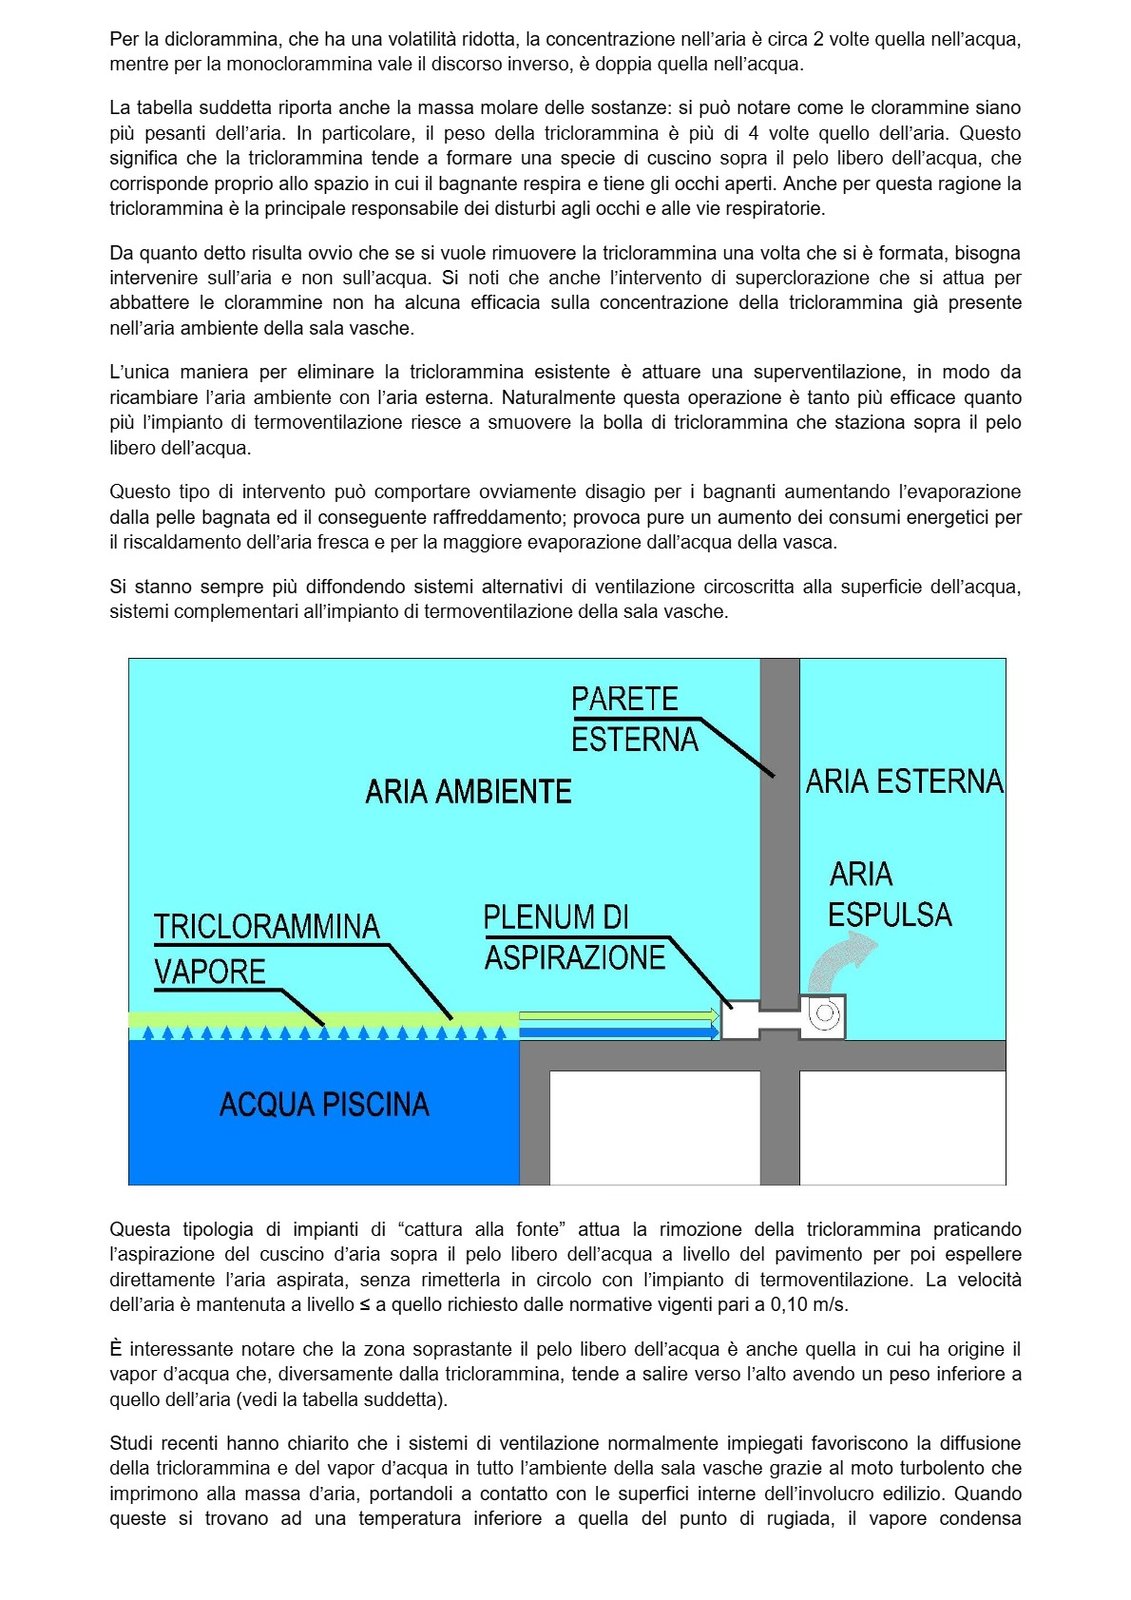 Per la diclorammina, che ha una volatilità ridotta, la concentrazione nell’aria è circa 2 volte quella nell’acqua,
mentre per la monoclorammina vale il discorso inverso, è doppia quella nell’acqua.
La tabella suddetta riporta anche la massa molare delle sostanze: si può notare come le clorammine siano
più pesanti dell’aria. In particolare, il peso della triclorammina è più di 4 volte quello dell’aria. Questo
significa che la triclorammina tende a formare una specie di cuscino sopra il pelo libero dell’acqua, che
corrisponde proprio allo spazio in cui il bagnante respira e tiene gli occhi aperti. Anche per questa ragione la
triclorammina è la principale responsabile dei disturbi agli occhi e alle vie respiratorie.
Da quanto detto risulta ovvio che se si vuole rimuovere la triclorammina una volta che si è formata, bisogna
intervenire sull’aria e non sull’acqua. Si noti che anche l’intervento di superclorazione che si attua per
abbattere le clorammine non ha alcuna efficacia sulla concentrazione della triclorammina già presente
nell’aria ambiente della sala vasche.
L’unica maniera per eliminare la triclorammina esistente è attuare una superventilazione, in modo da
ricambiare l’aria ambiente con l’aria esterna. Naturalmente questa operazione è tanto più efficace quanto
più l’impianto di termoventilazione riesce a smuovere la bolla di triclorammina che staziona sopra il pelo
libero dell’acqua.
Questo tipo di intervento può comportare ovviamente disagio per i bagnanti aumentando l’evaporazione
dalla pelle bagnata ed il conseguente raffreddamento; provoca pure un aumento dei consumi energetici per
il riscaldamento dell’aria fresca e per la maggiore evaporazione dall’acqua della vasca.
Si stanno sempre più diffondendo sistemi alternativi di ventilazione circoscritta alla superficie dell’acqua,
sistemi complementari all’impianto di termoventilazione della sala vasche.
PARETE
ESTERNA
ARIA AMBIENTE
ARIA ESTERNA
ARIA
ESPULSA
TRICLORAMMINA
VAPORE
PLENUM DI
ASPIRAZIONE
ACQUA PISCINA
Questa tipologia di impianti di “cattura alla fonte” attua la rimozione della triclorammina praticando
l’aspirazione del cuscino d’aria sopra il pelo libero dell’acqua a livello del pavimento per poi espellere
direttamente l’aria aspirata, senza rimetterla in circolo con l’impianto di termoventilazione. La velocità
dell’aria è mantenuta a livello ≤ a quello richiesto dalle normative vigenti pari a 0,10 m/s.
È interessante notare che la zona soprastante il pelo libero dell’acqua è anche quella in cui ha origine il
vapor d’acqua che, diversamente dalla triclorammina, tende a salire verso l’alto avendo un peso inferiore a
quello dell’aria (vedi la tabella suddetta).
Studi recenti hanno chiarito che i sistemi di ventilazione normalmente impiegati favoriscono la diffusione
della triclorammina e del vapor d’acqua in tutto l’ambiente della sala vasche grazie al moto turbolento che
imprimono alla massa d’aria, portandoli a contatto con le superfici interne dell’involucro edilizio. Quando
queste si trovano ad una temperatura inferiore a quella del punto di rugiada, il vapore condensa